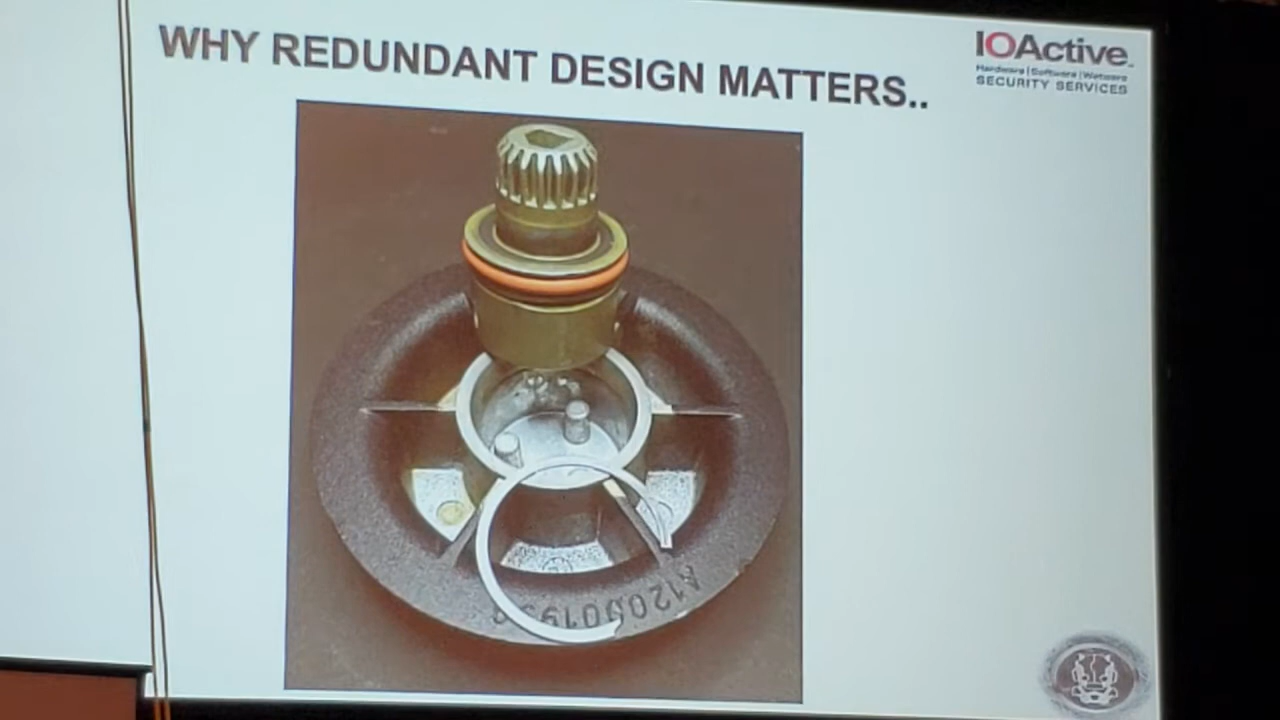 WHY REDUNDANT DESIGN MATTERS..
IOActive
Hardware | Software | Wetware
SECURITY SERVICES